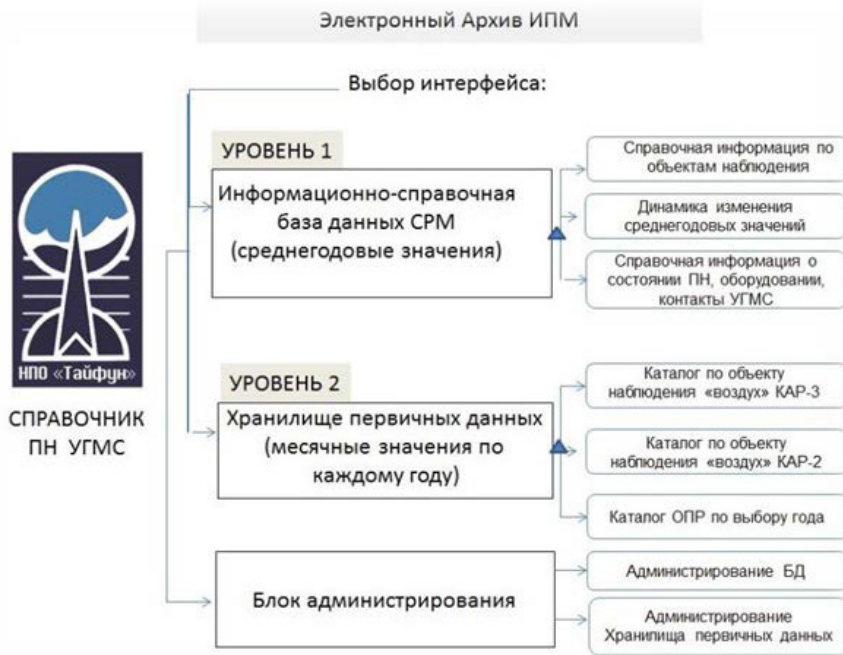 Электронный Архив ИПМ
Выбор интерфейса:
УРОВЕНЬ 1
Информационно-справочная
база данных СРМ
(среднегодовые значения)
Справочная информация по
объектам наблюдения
Динамика изменения
среднегодовых значений
Справочная информация о
состоянии ПН, оборудовании,
контакты УГМС
НПО «Тайфун»
СПРАВОЧНИК
ПН УГМС
УРОВЕНЬ 2
Хранилище первичных данных
(месячные значения по
каждому году)
Каталог по объекту
наблюдения «воздух» КАР-3
Каталог по объекту
наблюдения «воздух» КАР-2
Каталог ОПР по выбору года
Блок администрирования
Администрирование БД
Администрирование
Хранилища первичных данных